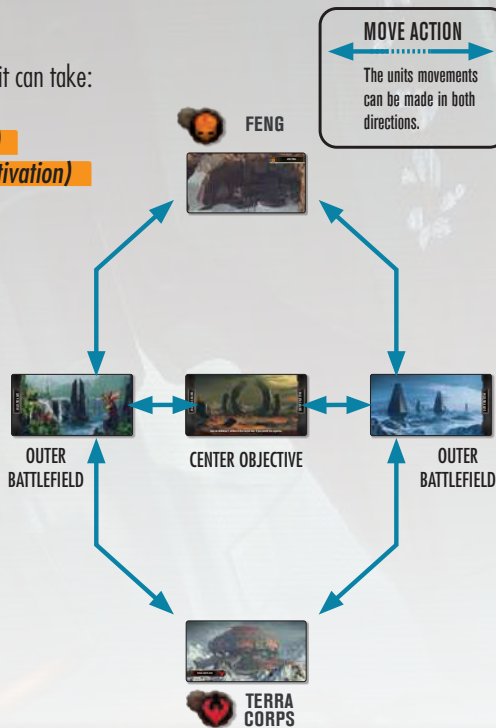 it can take:
tivation)
MOVE ACTION
The units movements
can be made in both
directions.
FENG
OUTER
BATTLEFIELD
CENTER OBJECTIVE
OUTER
BATTLEFIELD
TERRA
CORPS